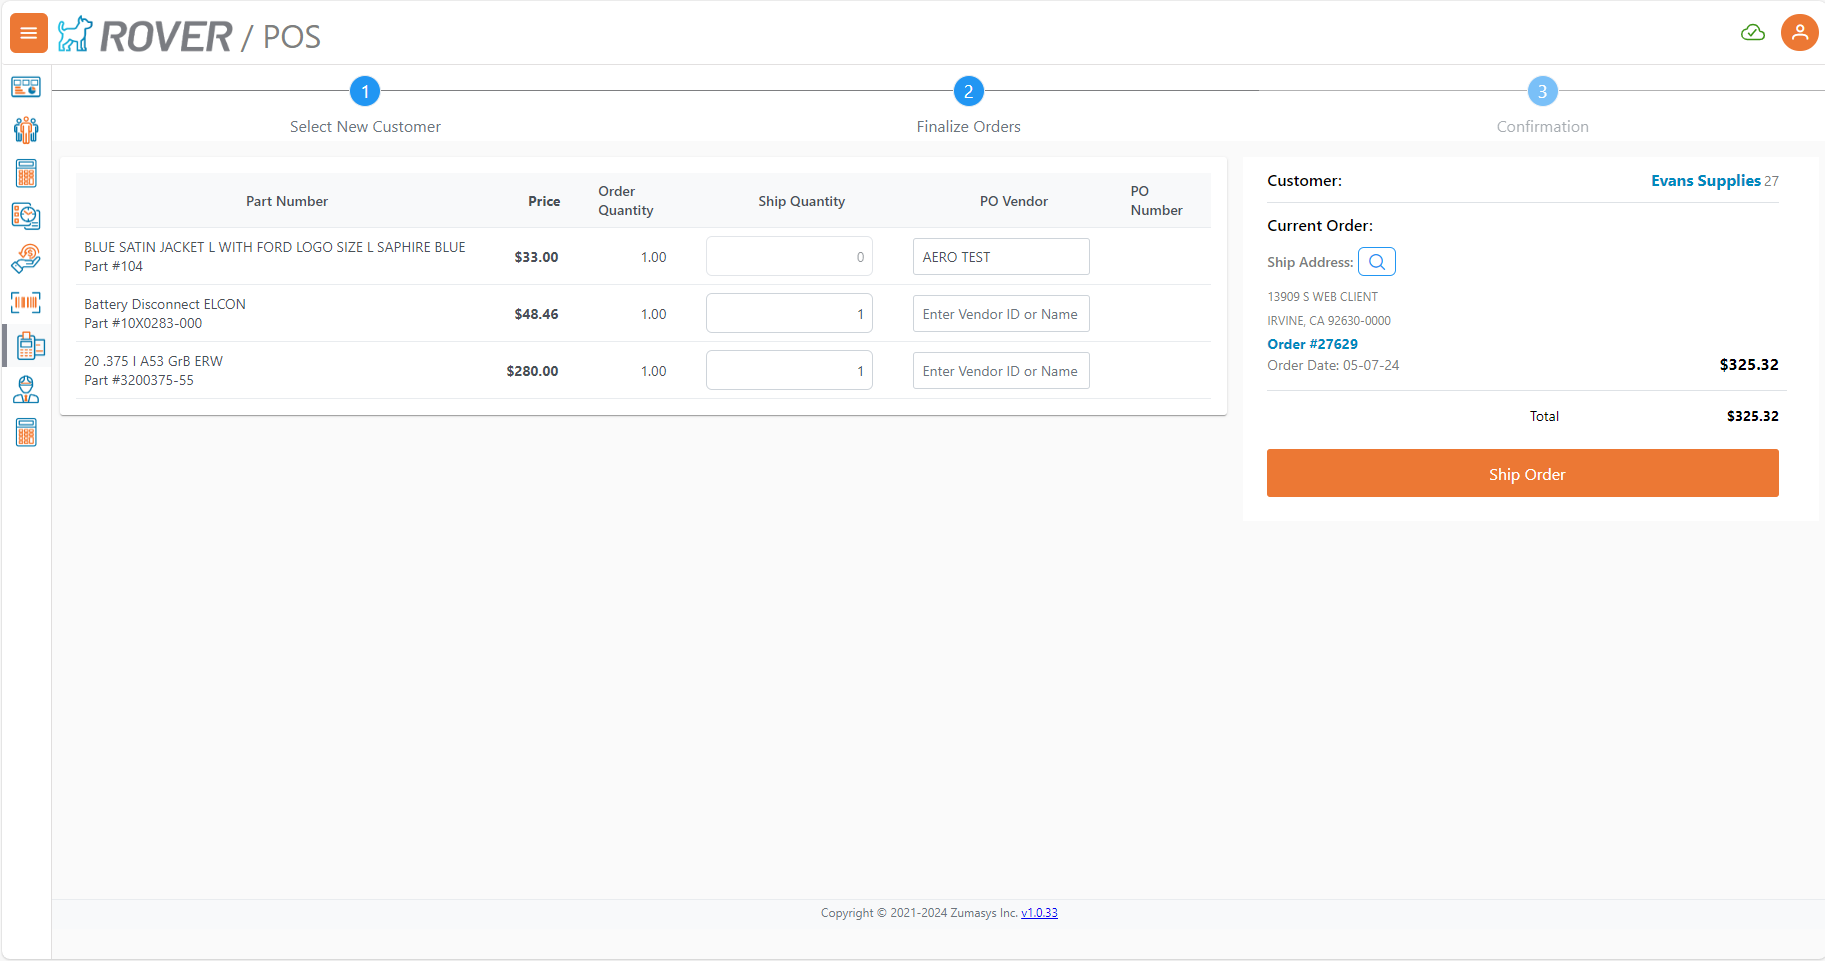 ROVER / POS
1
2
3
Select New Customer
Finalize Orders
Confirmation
Part Number Price Order Quantity Ship Quantity PO Vendor PO Number
BLUE SATIN JACKET L WITH FORD LOGO SIZE L SAPHIRE BLUE
Part #104
$33.00 1.00 0 AERO TEST
Battery Disconnect ELCON
Part #10X0283-000
$48.46 1.00 1 Enter Vendor ID or Name
20 .375 I A53 GrB ERW
Part #3200375-55
$280.00 1.00 1 Enter Vendor ID or Name
Customer: Evans Supplies 27
Current Order:
Ship Address:
13909 S WEB CLIENT
IRVINE, CA 92630-0000
Order #27629
Order Date: 05-07-24 $325.32
Total $325.32
Ship Order
Copyright © 2021-2024 Zumasys Inc. v1.0.33